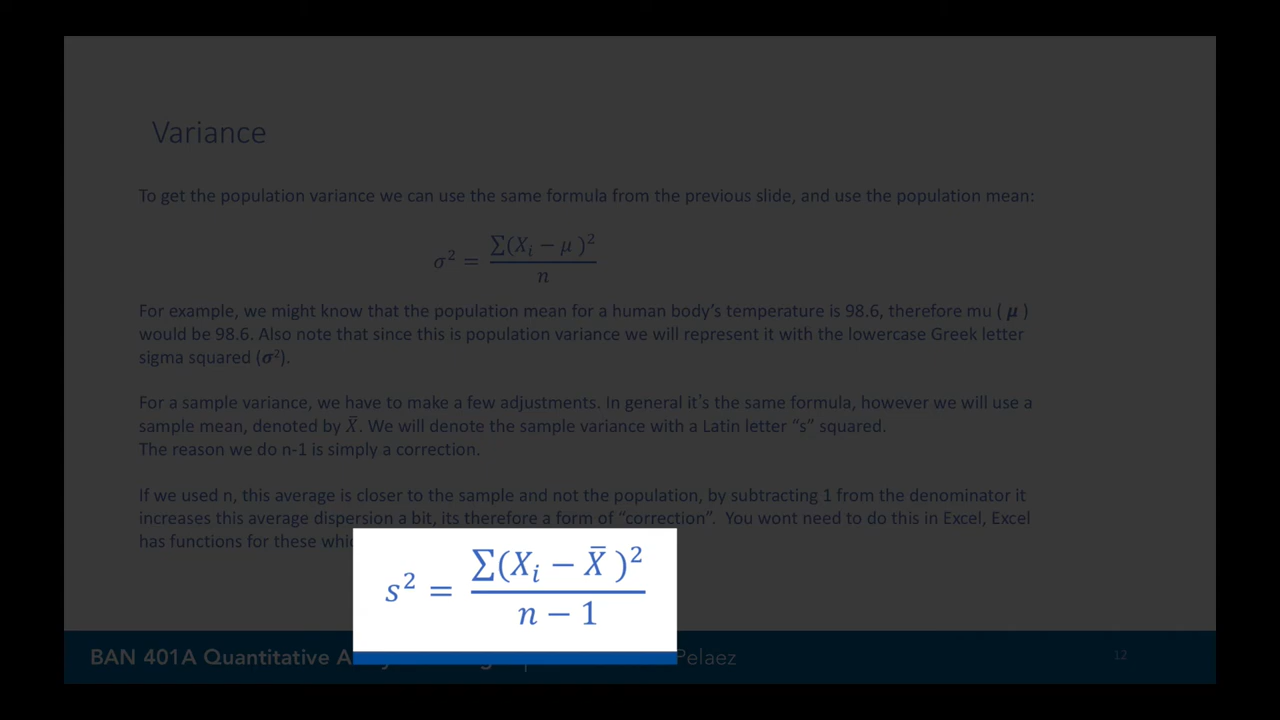 Variance
To get the population variance we can use the same formula from the previous slide, and use the population mean:
σ² = ∑(Xᵢ − μ )² / n
For example, we might know that the population mean for a human body's temperature is 98.6, therefore mu ( μ )
would be 98.6. Also note that since this is population variance we will represent it with the lowercase Greek letter
sigma squared (σ²).
For a sample variance, we have to make a few adjustments. In general it's the same formula, however we will use a
sample mean, denoted by X̄. We will denote the sample variance with a Latin letter “s” squared.
The reason we do n-1 is simply a correction.
If we used n, this average is closer to the sample and not the population, by subtracting 1 from the denominator it
increases this average dispersion a bit, its therefore a form of “correction”. You wont need to do this in Excel, Excel
has functions for these
s² = ∑(Xᵢ − X̄ )² / n − 1
BAN 401A Quantitative Pelaez
12